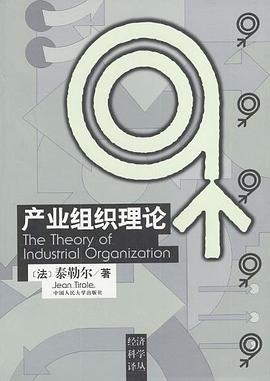 产业组织理论
The Theory of
Industrial Organization
〔法〕泰勒尔／著
Jean.Tirole.
中国人民大学出版社
经济
科学
译丛